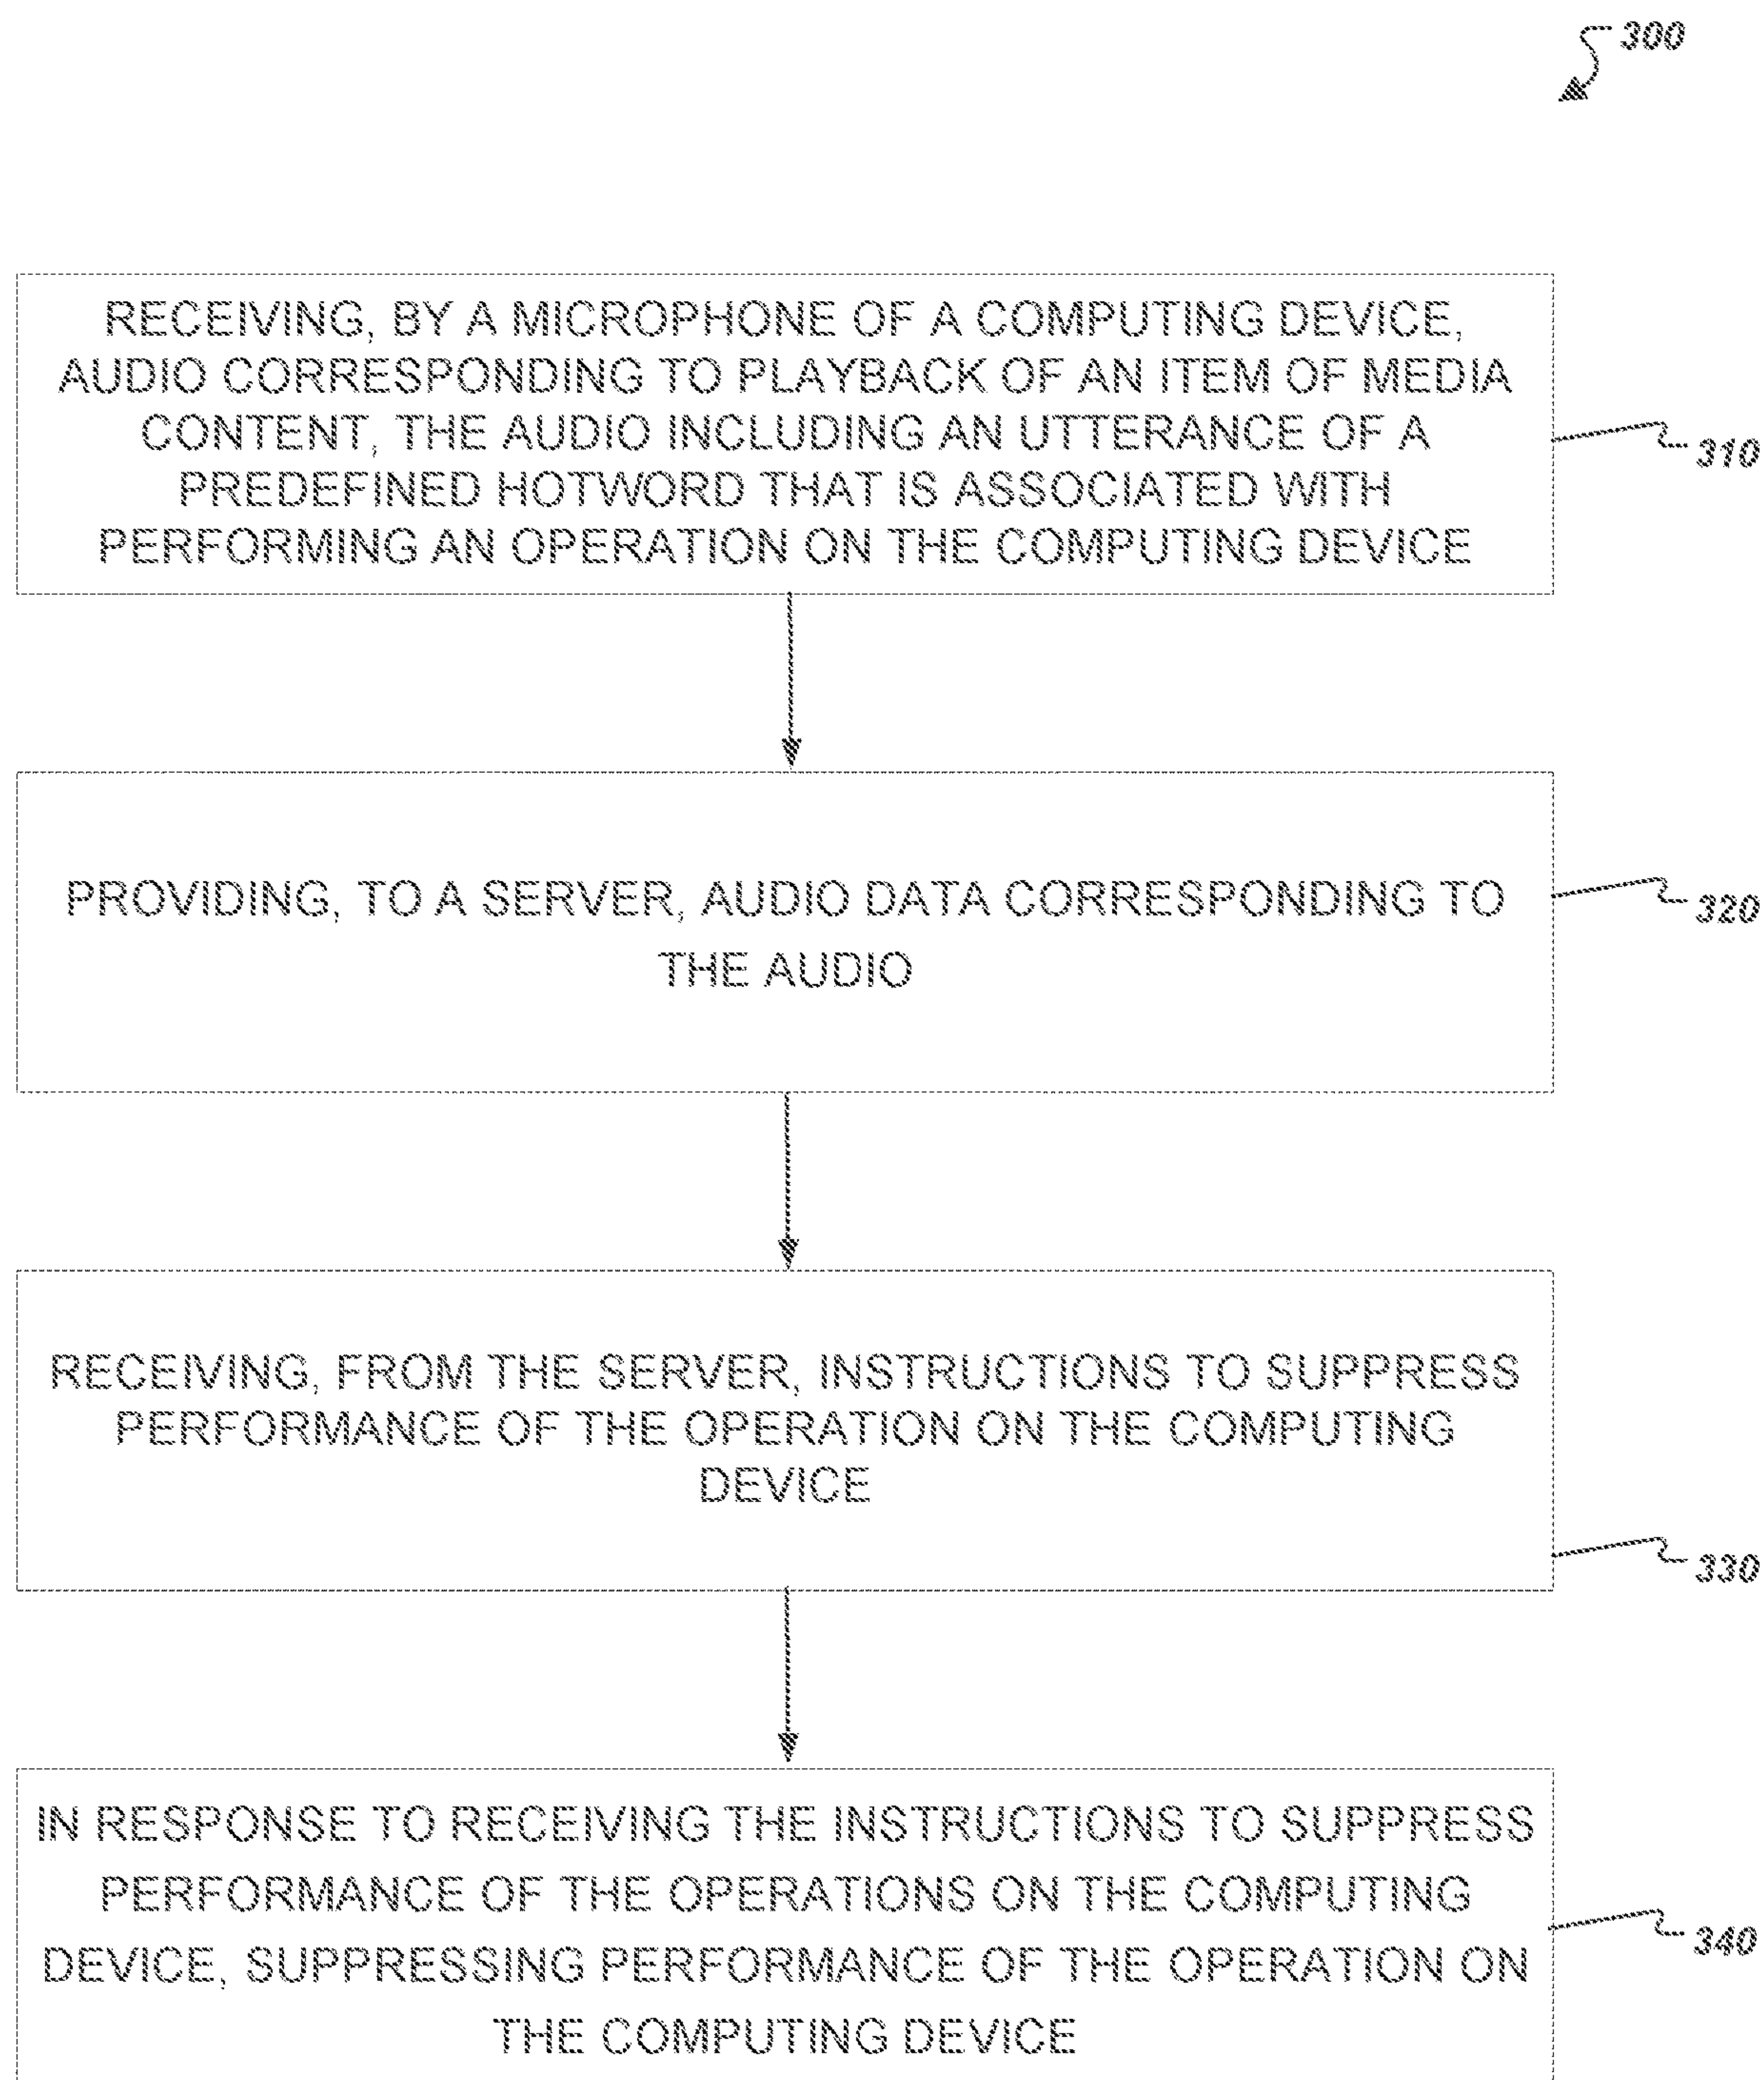 300
RECEIVING, BY A MICROPHONE OF A COMPUTING DEVICE,
AUDIO CORRESPONDING TO PLAYBACK OF AN ITEM OF MEDIA
CONTENT, THE AUDIO INCLUDING AN UTTERANCE OF A
PREDEFINED HOTWORD THAT IS ASSOCIATED WITH
PERFORMING AN OPERATION ON THE COMPUTING DEVICE
310
PROVIDING, TO A SERVER, AUDIO DATA CORRESPONDING TO
THE AUDIO
320
RECEIVING, FROM THE SERVER, INSTRUCTIONS TO SUPPRESS
PERFORMANCE OF THE OPERATION ON THE COMPUTING
DEVICE
330
IN RESPONSE TO RECEIVING THE INSTRUCTIONS TO SUPPRESS
PERFORMANCE OF THE OPERATIONS ON THE COMPUTING
DEVICE, SUPPRESSING PERFORMANCE OF THE OPERATION ON
THE COMPUTING DEVICE
340